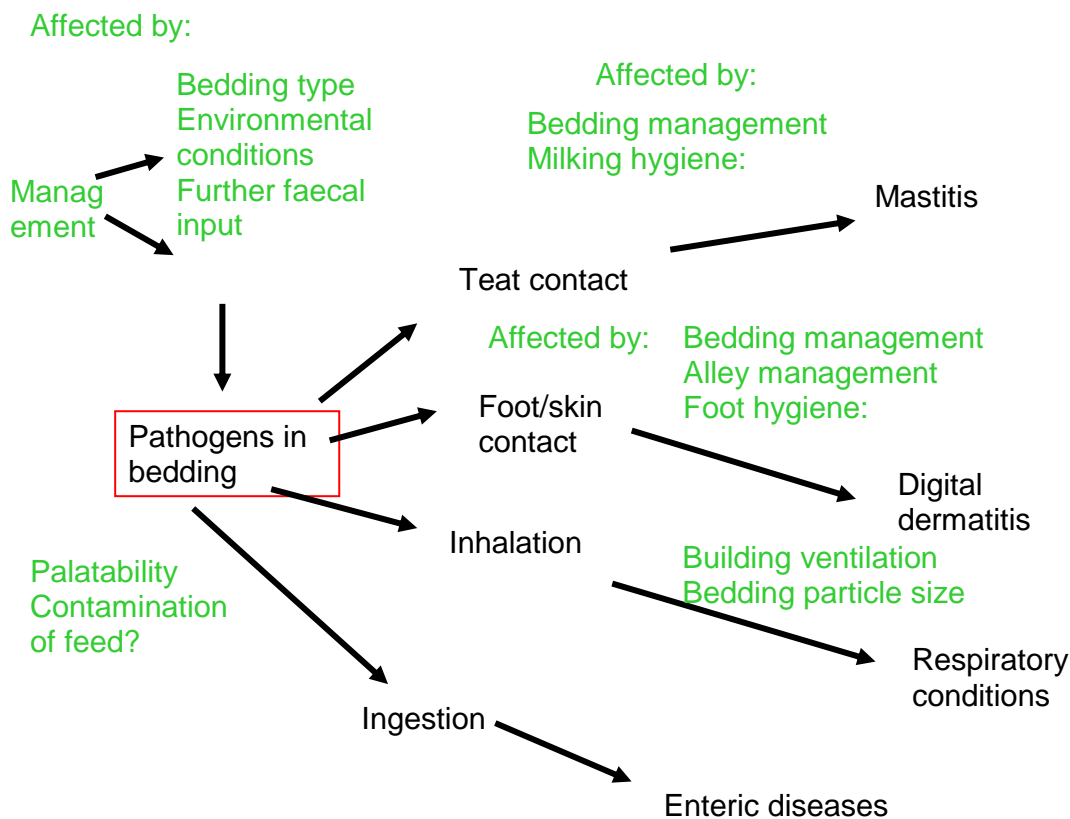 Affected by:
Bedding type
Environmental
conditions
Further faecal
input
Manag
ement
Affected by:
Bedding management
Milking hygiene:
Mastitis
Teat contact
Affected by:
Bedding management
Alley management
Foot hygiene:
Foot/skin
contact
Pathogens in
bedding
Digital
dermatitis
Inhalation
Building ventilation
Bedding particle size
Palatability
Contamination
of feed?
Respiratory
conditions
Ingestion
Enteric diseases